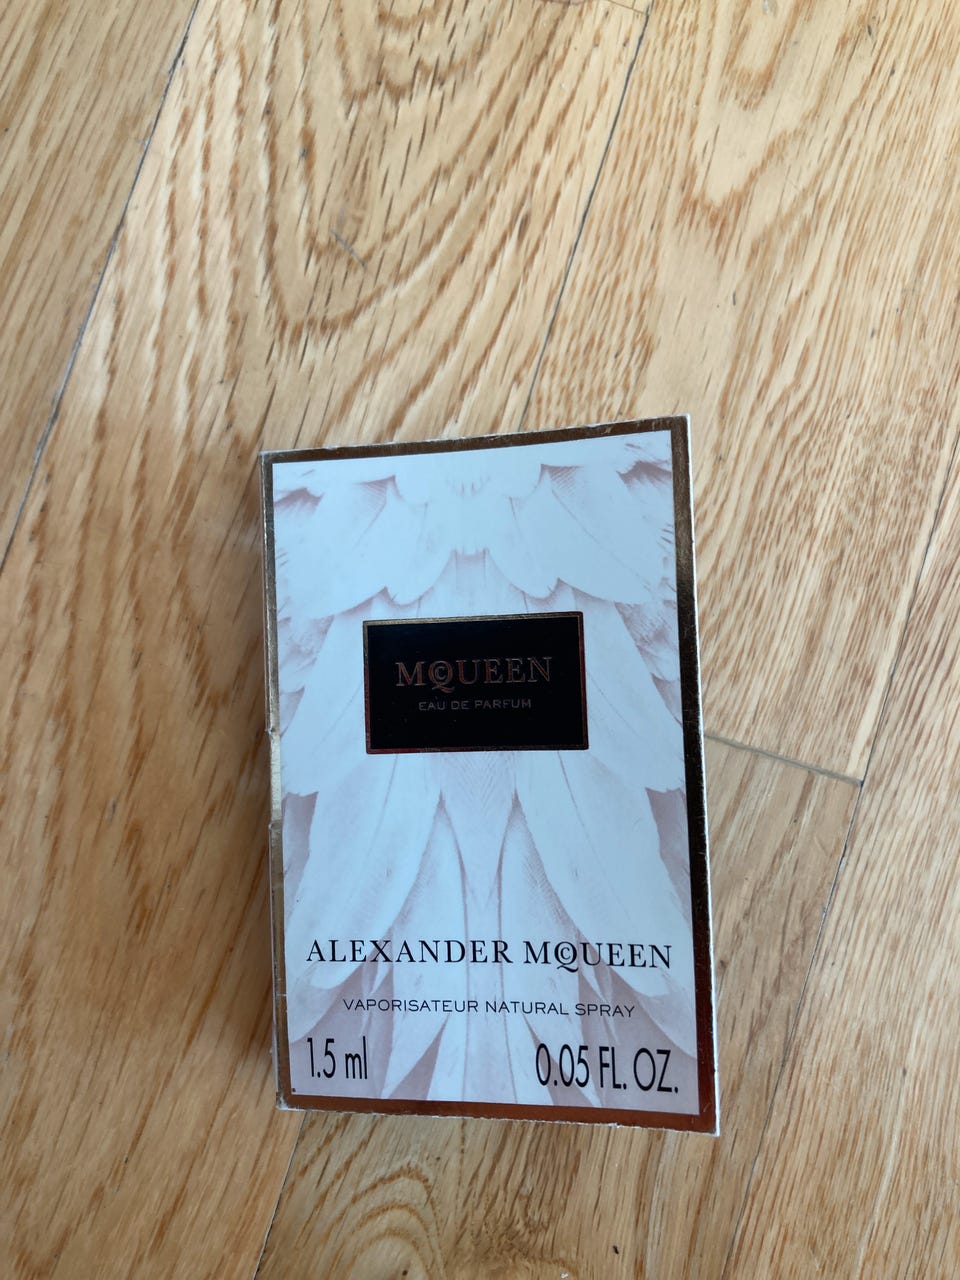 MCQUEEN
EAU DE PARFUM
ALEXANDER MCQUEEN
VAPORISATEUR NATURAL SPRAY
1.5 ml 0.05 FL. OZ.